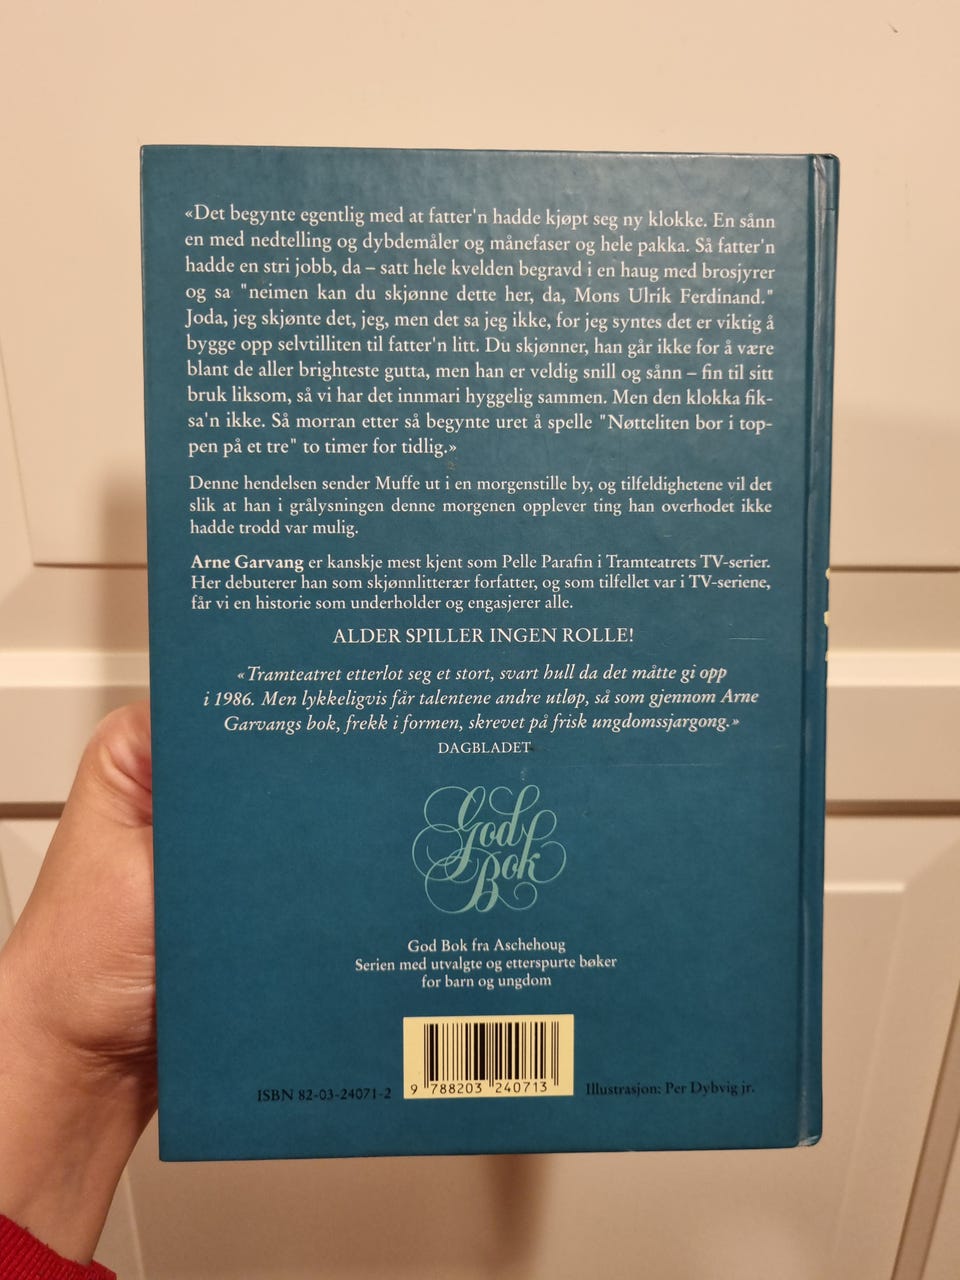 «Det begynte egentlig med at fatter'n hadde kjøpt seg ny klokke. En sånn
en med nedtelling og dybdemåler og månefaser og hele pakka. Så fatter'n
hadde en stri jobb, da – satt hele kvelden begravd i en haug med brosjyrer
og sa "neimen kan du skjønne dette her, da, Mons Ulrik Ferdinand."
Joda, jeg skjønte det, jeg, men det sa jeg ikke, for jeg syntes det er viktig å
bygge opp selvtilliten til fatter'n litt. Du skjønner, han går ikke for å være
blant de aller brighteste gutta, men han er veldig snill og sånn – fin til sitt
bruk liksom, så vi har det innmari hyggelig sammen. Men den klokka fik-
sa'n ikke. Så morran etter så begynte uret å spelle "Nøtteliten bor i top-
pen på et tre" to timer for tidlig.»
Denne hendelsen sender Muffe ut i en morgenstille by, og tilfeldighetene vil det
slik at han i grålysningen denne morgenen opplever ting han overhodet ikke
hadde trodd var mulig.
Arne Garvang er kanskje mest kjent som Pelle Parafin i Tramteatrets TV-serier.
Her debuterer han som skjønnlitterær forfatter, og som tilfellet var i TV-seriene,
får vi en historie som underholder og engasjerer alle.
ALDER SPILLER INGEN ROLLE!
«Tramteatret etterlot seg et stort, svart hull da det måtte gi opp
i 1986. Men lykkeligvis får talentene andre utløp, så som gjennom Arne
Garvangs bok, frekk i formen, skrevet på frisk ungdomssjargong.»
DAGBLADET
God
Bok
God Bok fra Aschehoug
Serien med utvalgte og etterspurte bøker
for barn og ungdom
ISBN 82-03-24071-2
9 788203 240713
Illustrasjon: Per Dybvig jr.